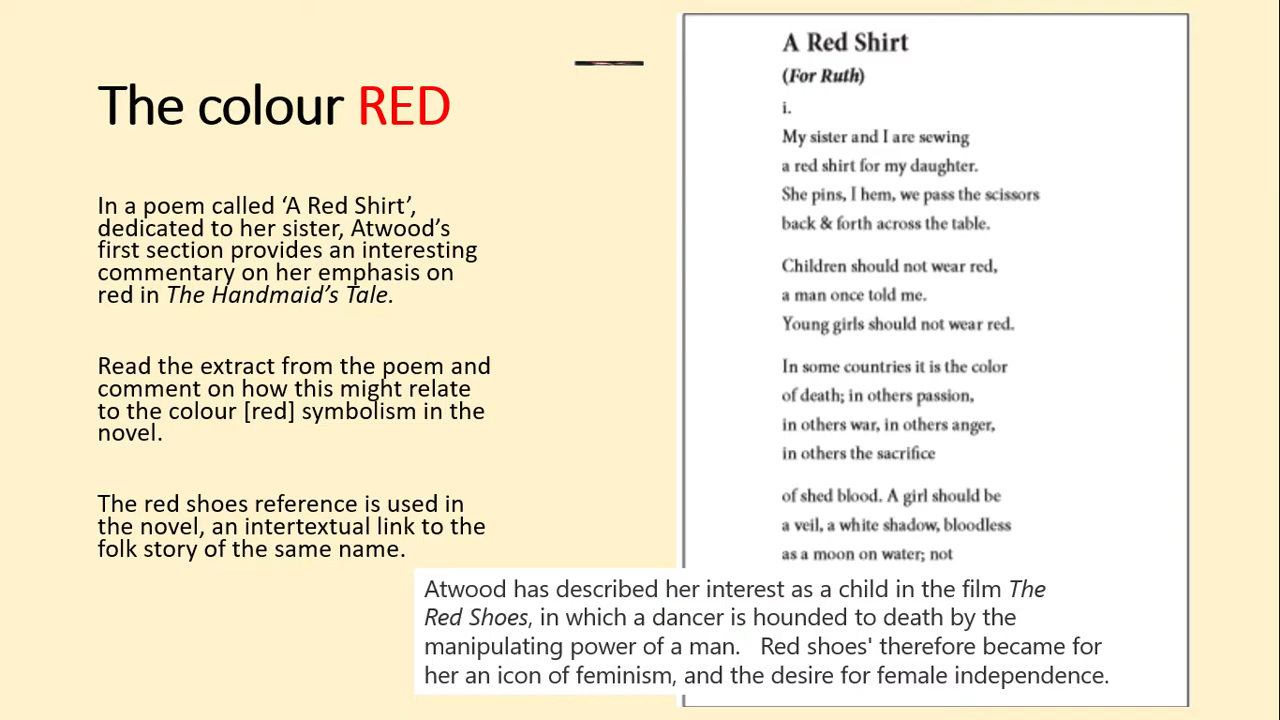 The colour RED
In a poem called ‘A Red Shirt’,
dedicated to her sister, Atwood’s
first section provides an interesting
commentary on her emphasis on
red in The Handmaid’s Tale.
Read the extract from the poem and
comment on how this might relate
to the colour [red] symbolism in the
novel.
The red shoes reference is used in
the novel, an intertextual link to the
folk story of the same name.
A Red Shirt
(For Ruth)
i.
My sister and I are sewing
a red shirt for my daughter.
She pins, I hem, we pass the scissors
back & forth across the table.
Children should not wear red,
a man once told me.
Young girls should not wear red.
In some countries it is the color
of death; in others passion,
in others war, in others anger,
in others the sacrifice
of shed blood. A girl should be
a veil, a white shadow, bloodless
as a moon on water; not
Atwood has described her interest as a child in the film The
Red Shoes, in which a dancer is hounded to death by the
manipulating power of a man. Red shoes' therefore became for
her an icon of feminism, and the desire for female independence.